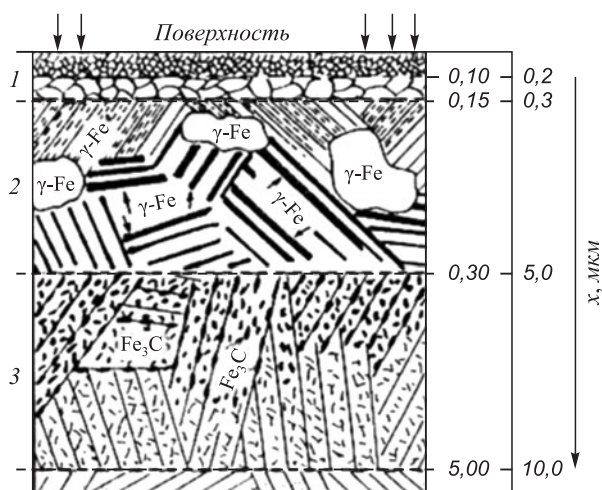 Поверхность
1
0,10 0,2
0,15 0,3
γ-Fe
γ-Fe
γ-Fe
γ-Fe
2
γ-Fe
γ-Fe
0,30 5,0
x, мкм
Fe₃C
3
Fe₃C
5,00 10,0